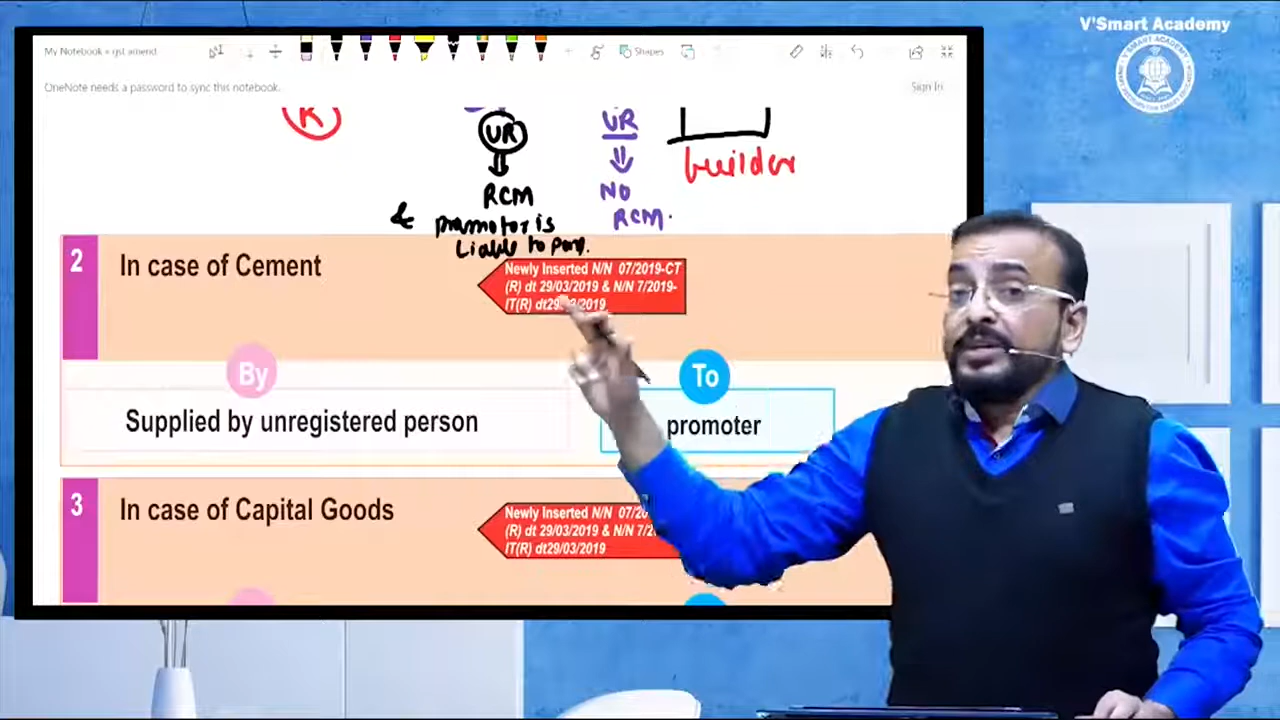 V'Smart Academy
My Notebook » gst amend
Shapes
OneNote needs a password to sync this notebook.
Sign In
R
UR
UR
builder
RCM
NO
RCM.
& promotor is
Liable to pay.
2
In case of Cement
Newly Inserted N/N 07/2019-CT
(R) dt 29/03/2019 & N/N 7/2019-
IT(R) dt29/03/2019
By
To
Supplied by unregistered person
promoter
3
In case of Capital Goods
Newly Inserted N/N 07/20
(R) dt 29/03/2019 & N/N 7/2
IT(R) dt29/03/2019